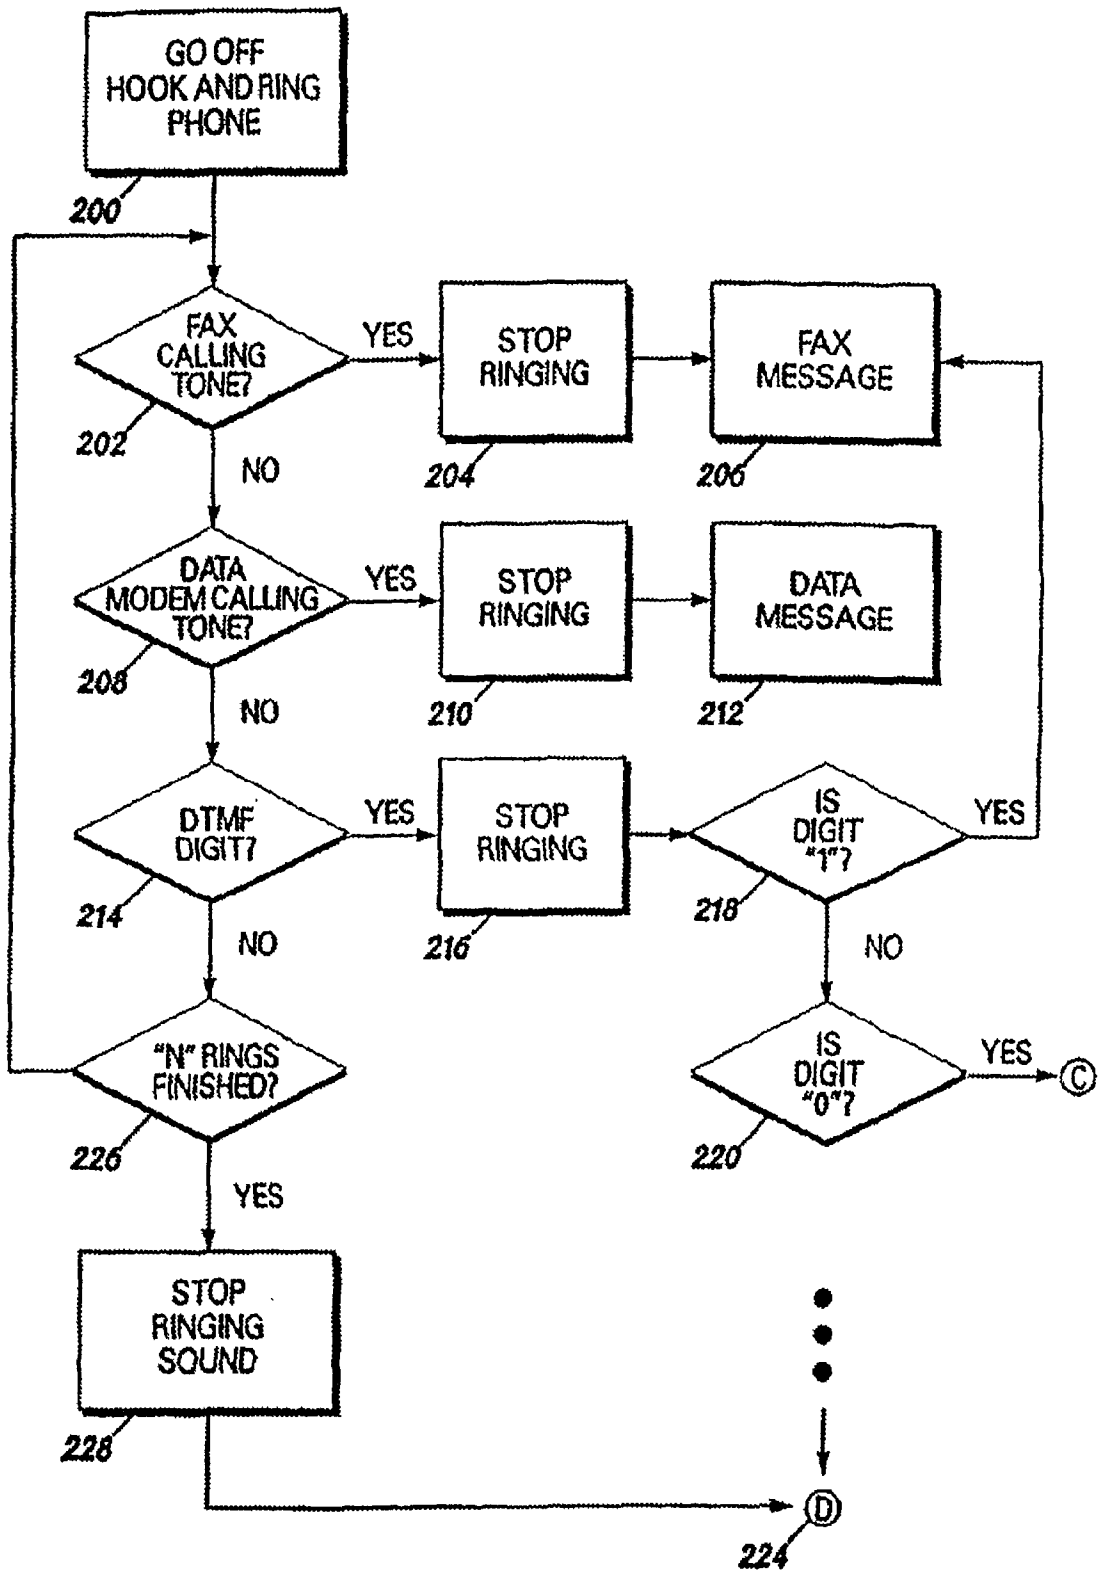 GO OFF
HOOK AND RING
PHONE
200
FAX
CALLING
TONE?
202
YES
STOP
RINGING
204
FAX
MESSAGE
206
NO
DATA
MODEM CALLING
TONE?
208
YES
STOP
RINGING
210
DATA
MESSAGE
212
NO
DTMF
DIGIT?
214
YES
STOP
RINGING
216
IS
DIGIT
"1"?
218
YES
NO
NO
"N" RINGS
FINISHED?
226
IS
DIGIT
"0"?
220
YES
C
YES
STOP
RINGING
SOUND
228
D
224